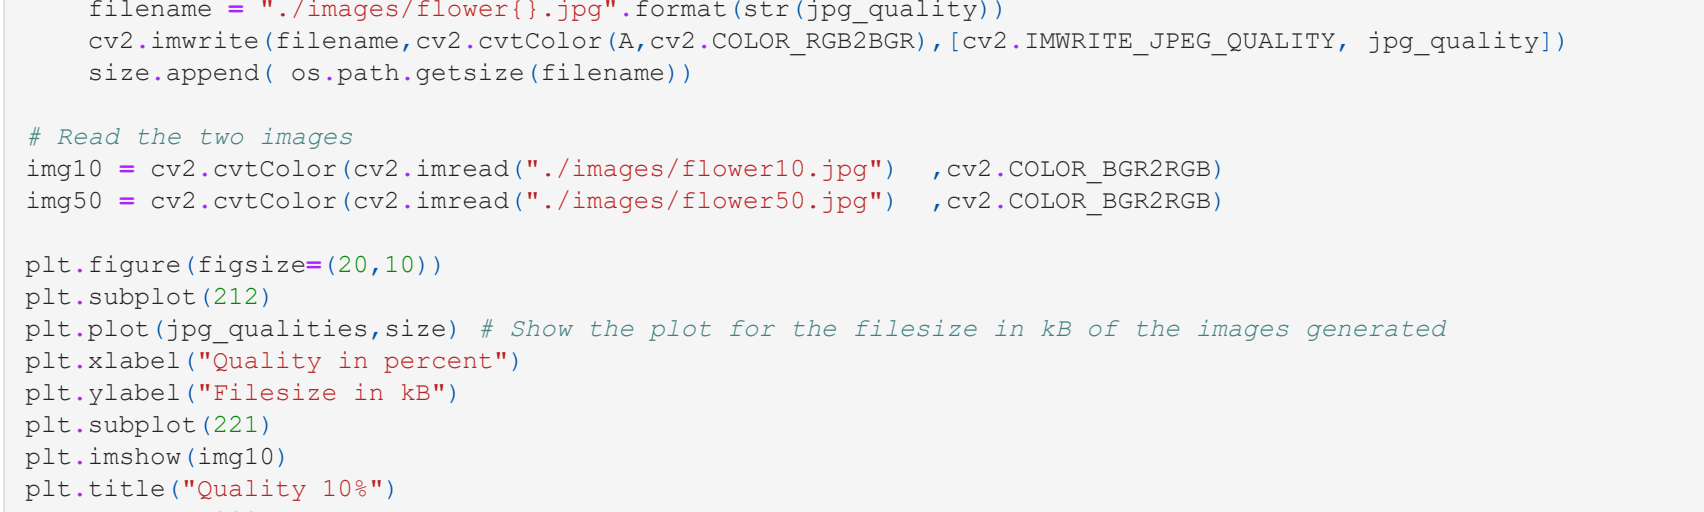 filename = "./images/flower{}.jpg".format(str(jpg_quality))
cv2.imwrite(filename,cv2.cvtColor(A,cv2.COLOR_RGB2BGR),[cv2.IMWRITE_JPEG_QUALITY, jpg_quality])
size.append( os.path.getsize(filename))
# Read the two images
img10 = cv2.cvtColor(cv2.imread("./images/flower10.jpg")  ,cv2.COLOR_BGR2RGB)
img50 = cv2.cvtColor(cv2.imread("./images/flower50.jpg")  ,cv2.COLOR_BGR2RGB)
plt.figure(figsize=(20,10))
plt.subplot(212)
plt.plot(jpg_qualities,size) # Show the plot for the filesize in kB of the images generated
plt.xlabel("Quality in percent")
plt.ylabel("Filesize in kB")
plt.subplot(221)
plt.imshow(img10)
plt.title("Quality 10%")